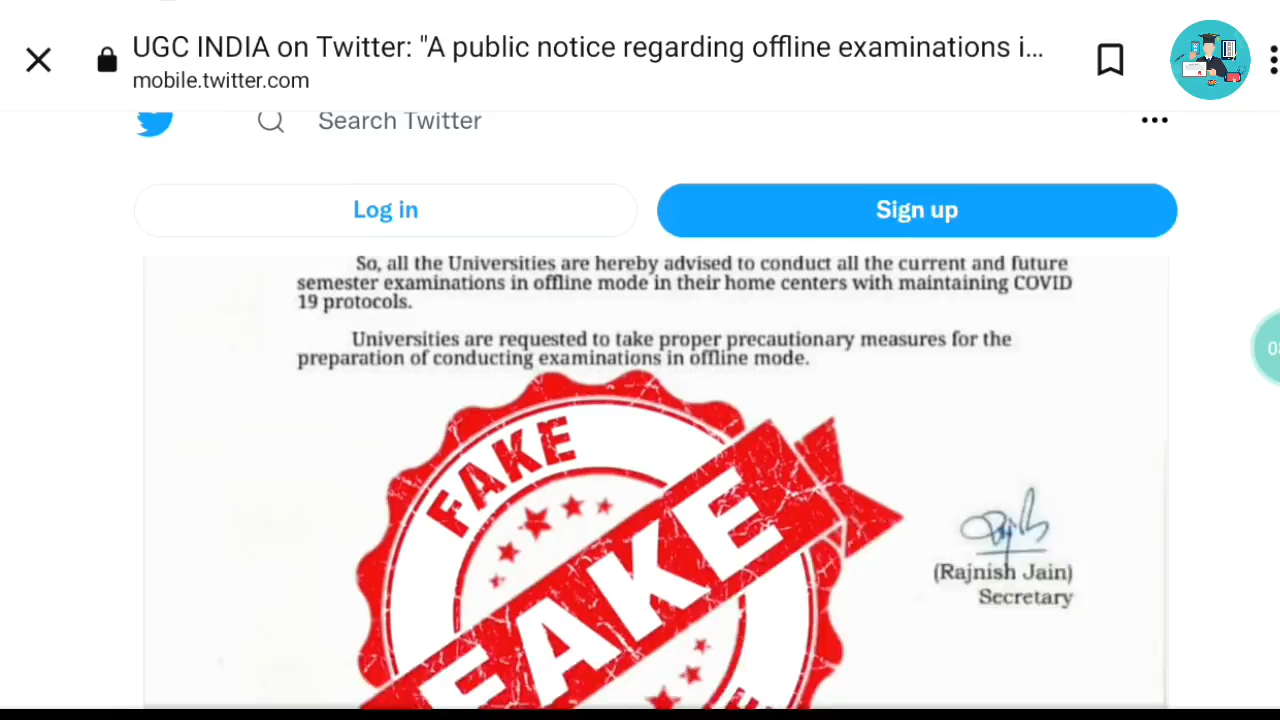 UGC INDIA on Twitter: "A public notice regarding offline examinations i...
mobile.twitter.com
Search Twitter
Log in
Sign up
So, all the Universities are hereby advised to conduct all the current and future
semester examinations in offline mode in their home centers with maintaining COVID
19 protocols.
Universities are requested to take proper precautionary measures for the
preparation of conducting examinations in offline mode.
FAKE
FAKE
(Rajnish Jain)
Secretary